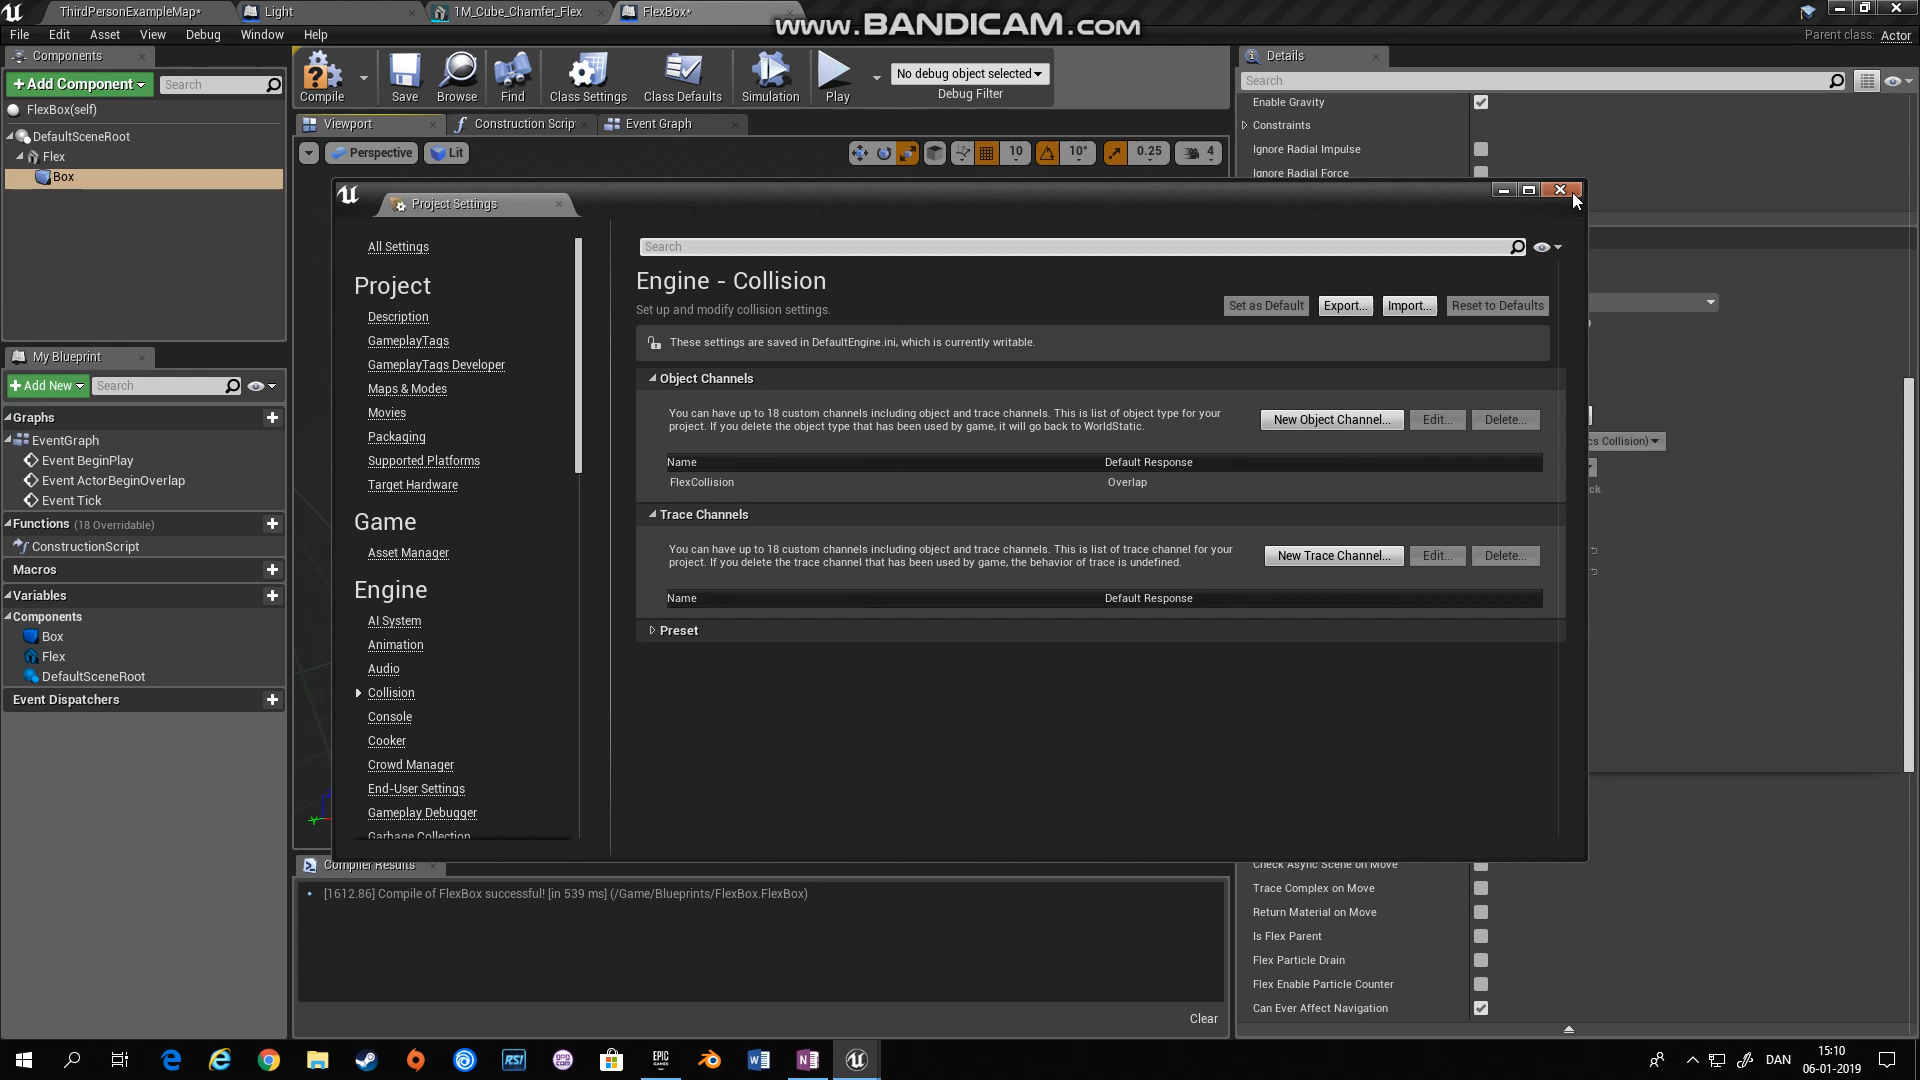 ThirdPersonExampleMap*
Light
1M_Cube_Chamfer_Flex
FlexBox*
www.BANDICAM.com
File
Edit
Asset
View
Debug
Window
Help
Parent class: Actor
Components
+Add Component
Search
FlexBox(self)
DefaultSceneRoot
Flex
Box
Compile
Save
Browse
Find
Class Settings
Class Defaults
Simulation
Play
No debug object selected
Debug Filter
Viewport
Construction Scrip
Event Graph
Perspective
Lit
10
10°
0.25
4
Details
Search
Enable Gravity
Constraints
Ignore Radial Impulse
Ignore Radial Force
Project Settings
All Settings
Project
Description
GameplayTags
GameplayTags Developer
Maps & Modes
Movies
Packaging
Supported Platforms
Target Hardware
Game
Asset Manager
Engine
AI System
Animation
Audio
Collision
Console
Cooker
Crowd Manager
End-User Settings
Gameplay Debugger
Garbage Collection
Search
Engine - Collision
Set up and modify collision settings.
Set as Default
Export...
Import...
Reset to Defaults
These settings are saved in DefaultEngine.ini, which is currently writable.
Object Channels
You can have up to 18 custom channels including object and trace channels. This is list of object type for your
project. If you delete the object type that has been used by game, it will go back to WorldStatic.
New Object Channel...
Edit...
Delete...
Name
Default Response
FlexCollision
Overlap
Trace Channels
You can have up to 18 custom channels including object and trace channels. This is list of trace channel for your
project. If you delete the trace channel that has been used by game, the behavior of trace is undefined.
New Trace Channel...
Edit...
Delete...
Name
Default Response
Preset
cs Collision)
ck
My Blueprint
+Add New
Search
Graphs
EventGraph
Event BeginPlay
Event ActorBeginOverlap
Event Tick
Functions (18 Overridable)
ConstructionScript
Macros
Variables
Components
Box
Flex
DefaultSceneRoot
Event Dispatchers
Compiler Results
[1612.86] Compile of FlexBox successful! [in 539 ms] (/Game/Blueprints/FlexBox.FlexBox)
Clear
Check Async Scene on Move
Trace Complex on Move
Return Material on Move
Is Flex Parent
Flex Particle Drain
Flex Enable Particle Counter
Can Ever Affect Navigation
RSI
GOG COM
EPIC GAMES
DAN
15:10
06-01-2019